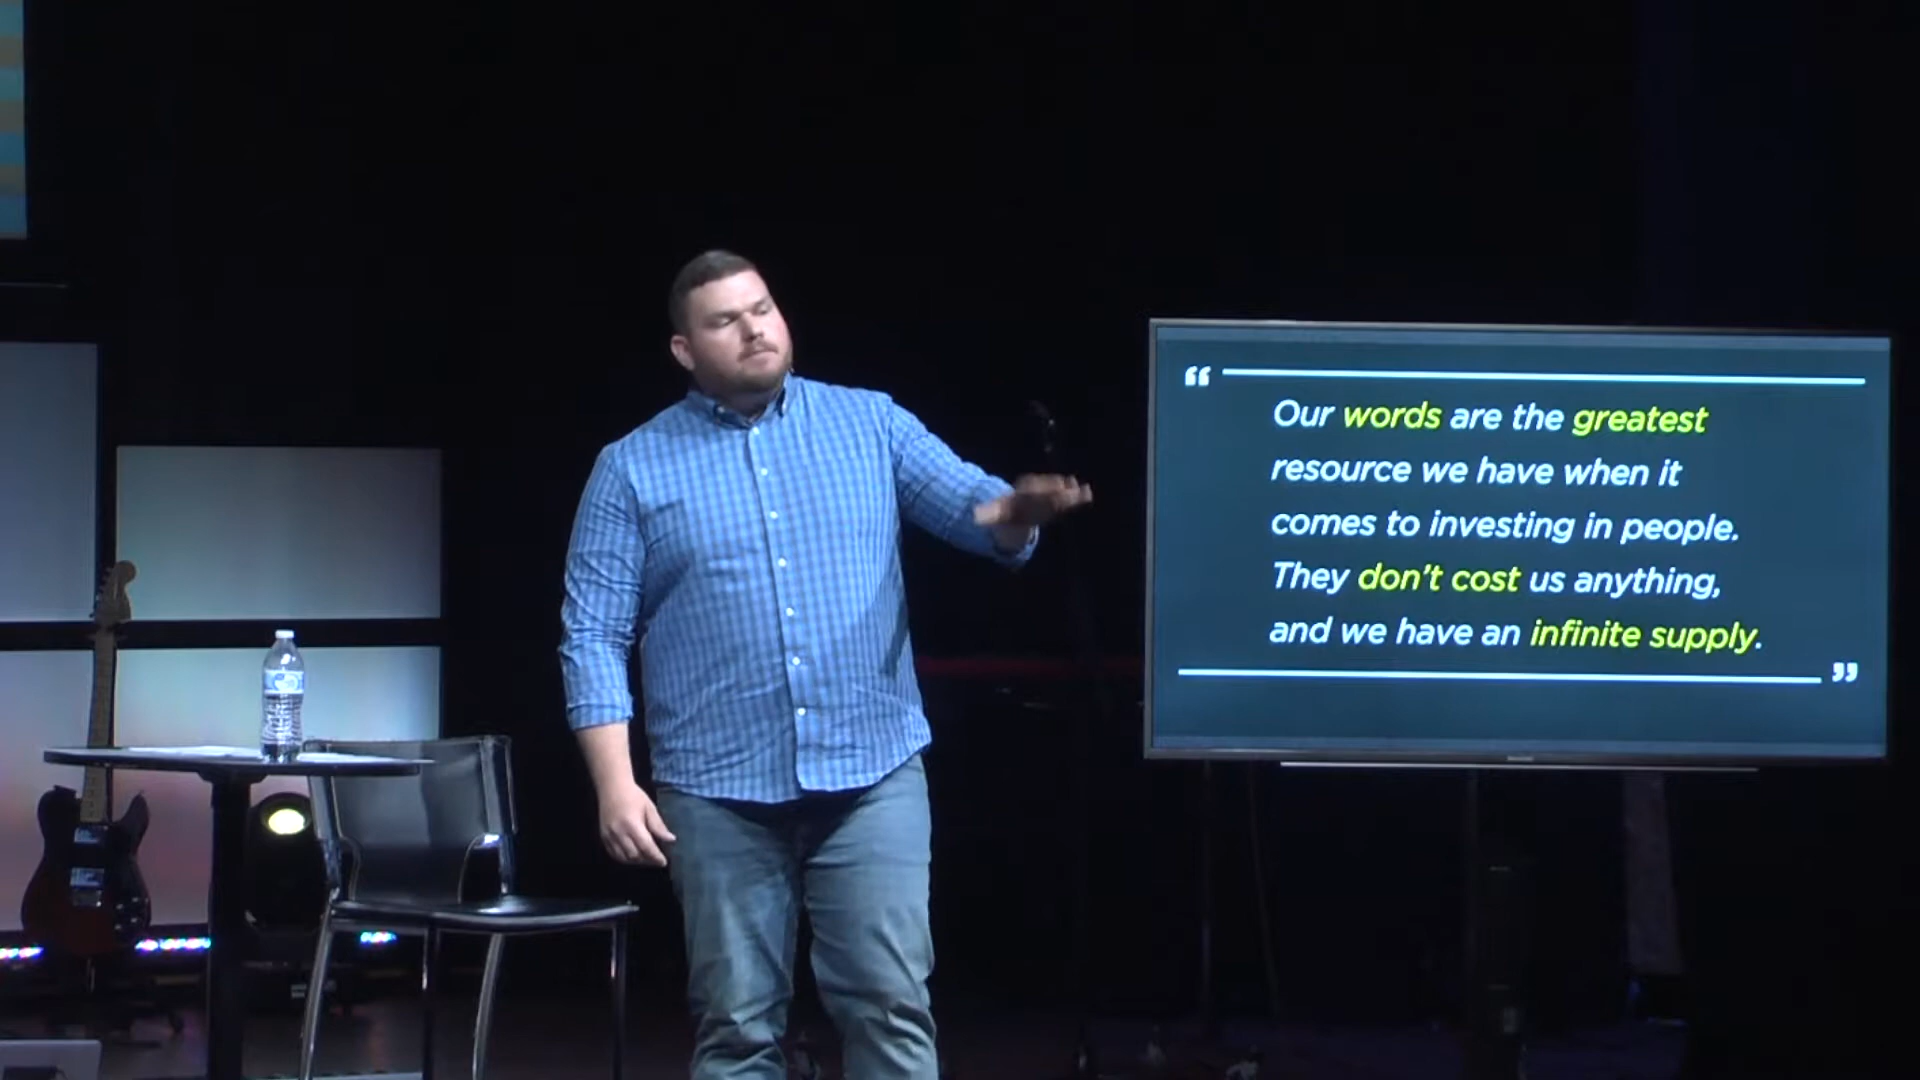 “
Our words are the greatest
resource we have when it
comes to investing in people.
They don't cost us anything,
and we have an infinite supply.
”